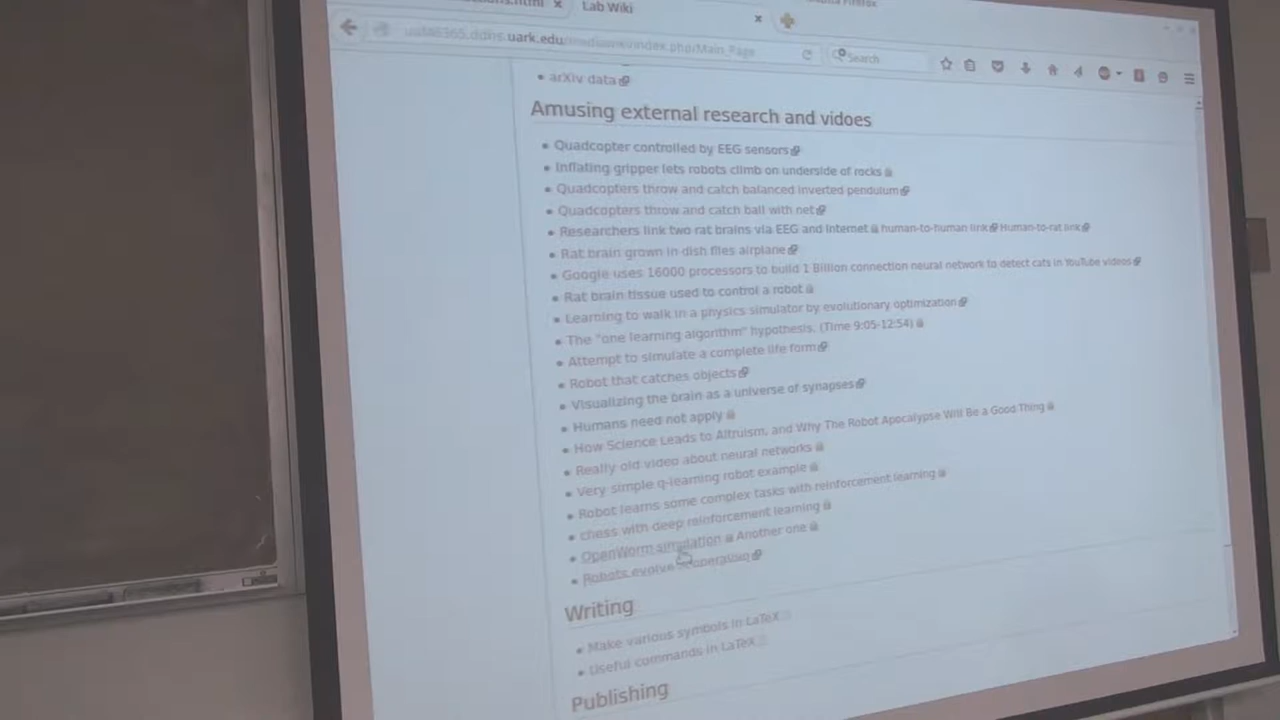 Lab Wiki
Search
arXiv data
Amusing external research and vidoes
Quadcopter controlled by EEG sensors
Inflating gripper lets robots climb on underside of rocks
Quadcopters throw and catch balanced inverted pendulum
Quadcopters throw and catch ball with net
Researchers link two rat brains via EEG and Internet human-to-human link Human-to-rat link
Rat brain grown in dish flies airplane
Google uses 16000 processors to build 1 Billion connection neural network to detect cats in YouTube videos
Rat brain tissue used to control a robot
Learning to walk in a physics simulator by evolutionary optimization
The "one learning algorithm" hypothesis. (Time 9:05-12:54)
Attempt to simulate a complete life form
Robot that catches objects
Visualizing the brain as a universe of synapses
Humans need not apply
How Science Leads to Altruism, and Why The Robot Apocalypse Will Be a Good Thing
Really old video about neural networks
Very simple q-learning robot example
Robot learns some complex tasks with reinforcement learning
chess with deep reinforcement learning
OpenWorm simulation Another one
Robots evolve
Writing
Make various symbols in LaTeX
Useful commands in LaTeX
Publishing